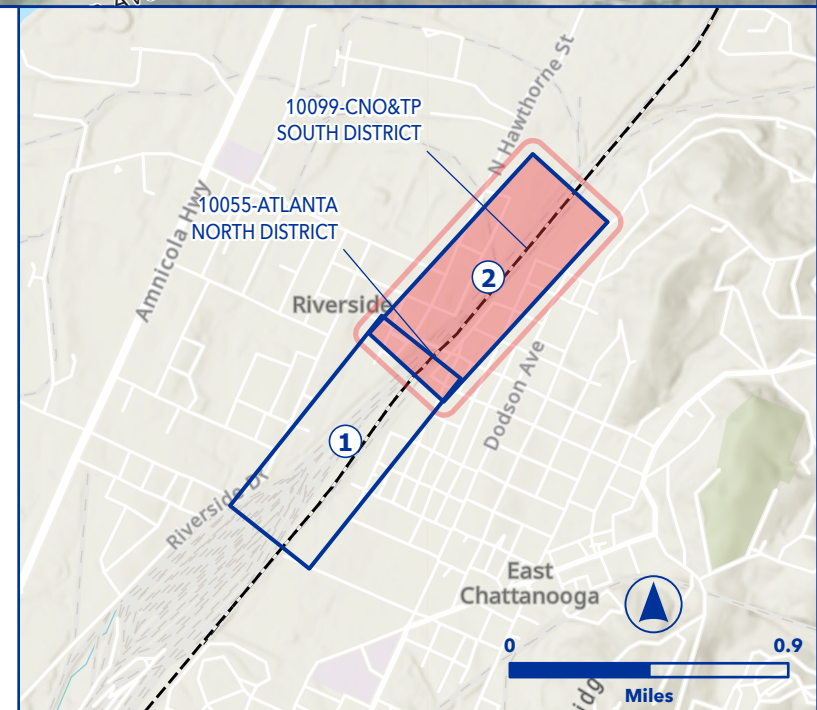 N Hawthorne St
10099-CNO&TP
SOUTH DISTRICT
Amnicola Hwy
10055-ATLANTA
NORTH DISTRICT
2
Riverside
Dodson Ave
1
Riverside Dr
East
Chattanooga
0
0.9
Miles